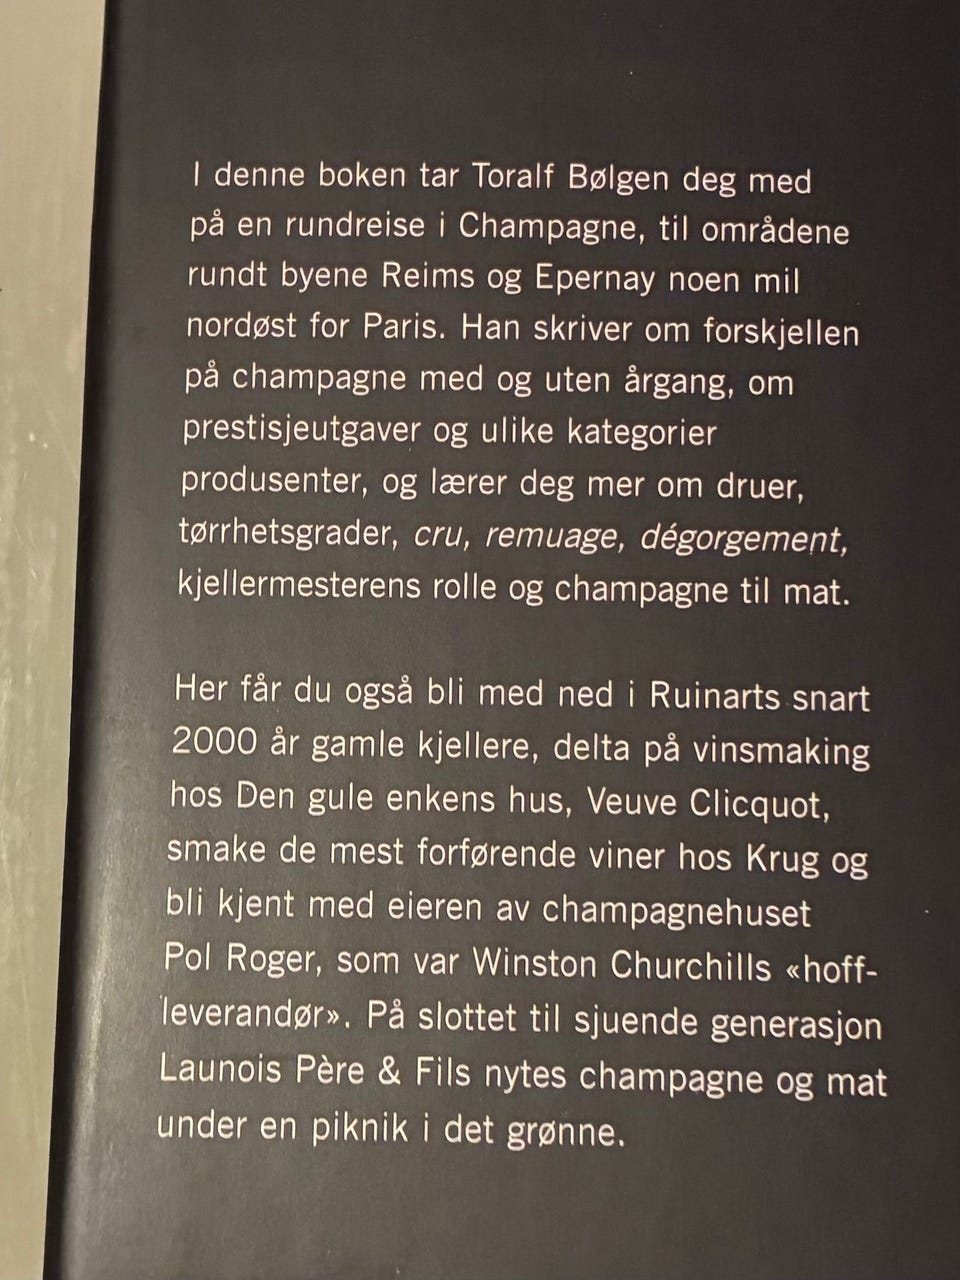 I denne boken tar Toralf Bølgen deg med
på en rundreise i Champagne, til områdene
rundt byene Reims og Epernay noen mil
nordøst for Paris. Han skriver om forskjellen
på champagne med og uten årgang, om
prestisjeutgaver og ulike kategorier
produsenter, og lærer deg mer om druer,
tørrhetsgrader, cru, remuage, dégorgement,
kjellermesterens rolle og champagne til mat.

Her får du også bli med ned i Ruinarts snart
2000 år gamle kjellere, delta på vinsmaking
hos Den gule enkens hus, Veuve Clicquot,
smake de mest forførende viner hos Krug og
bli kjent med eieren av champagnehuset
Pol Roger, som var Winston Churchills «hoff-
leverandør». På slottet til sjuende generasjon
Launois Père & Fils nytes champagne og mat
under en piknik i det grønne.